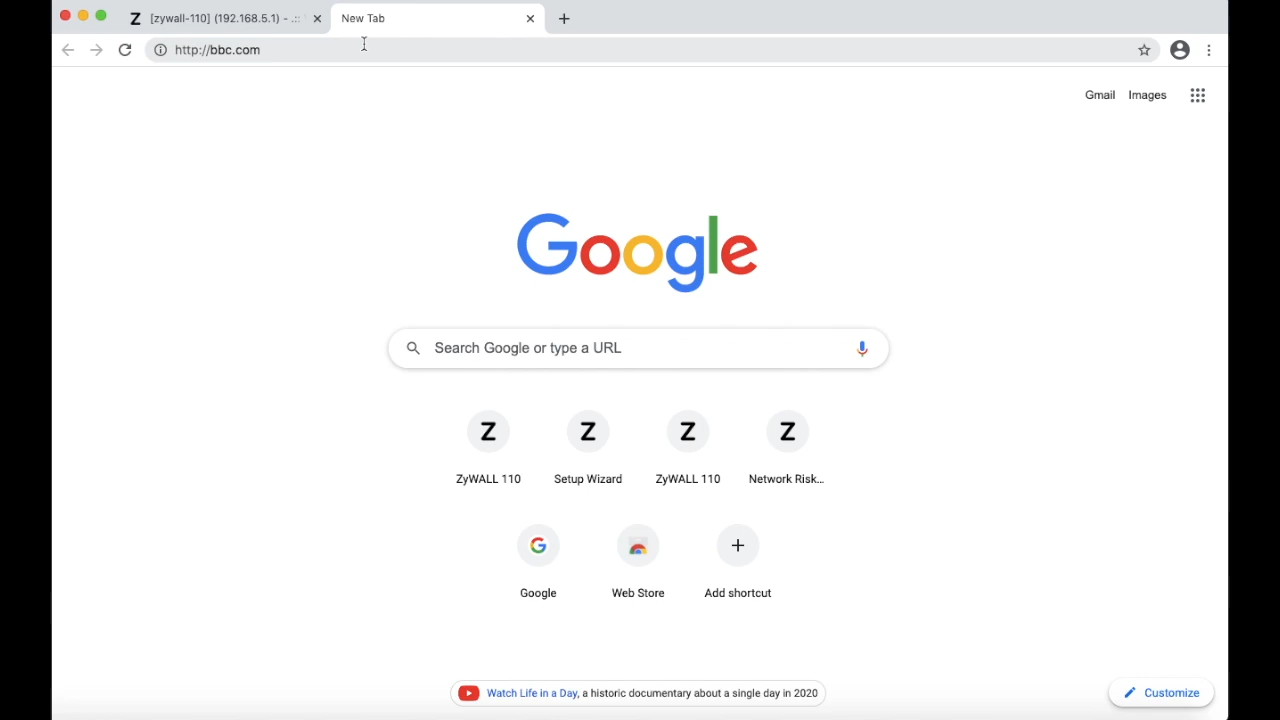 Z [zywall-110] (192.168.5.1) - .::
New Tab
http://bbc.com
Gmail Images
Google
Search Google or type a URL
Z Z Z Z
ZyWALL 110 Setup Wizard ZyWALL 110 Network Risk...
G
Google Web Store Add shortcut
Watch Life in a Day, a historic documentary about a single day in 2020
Customize